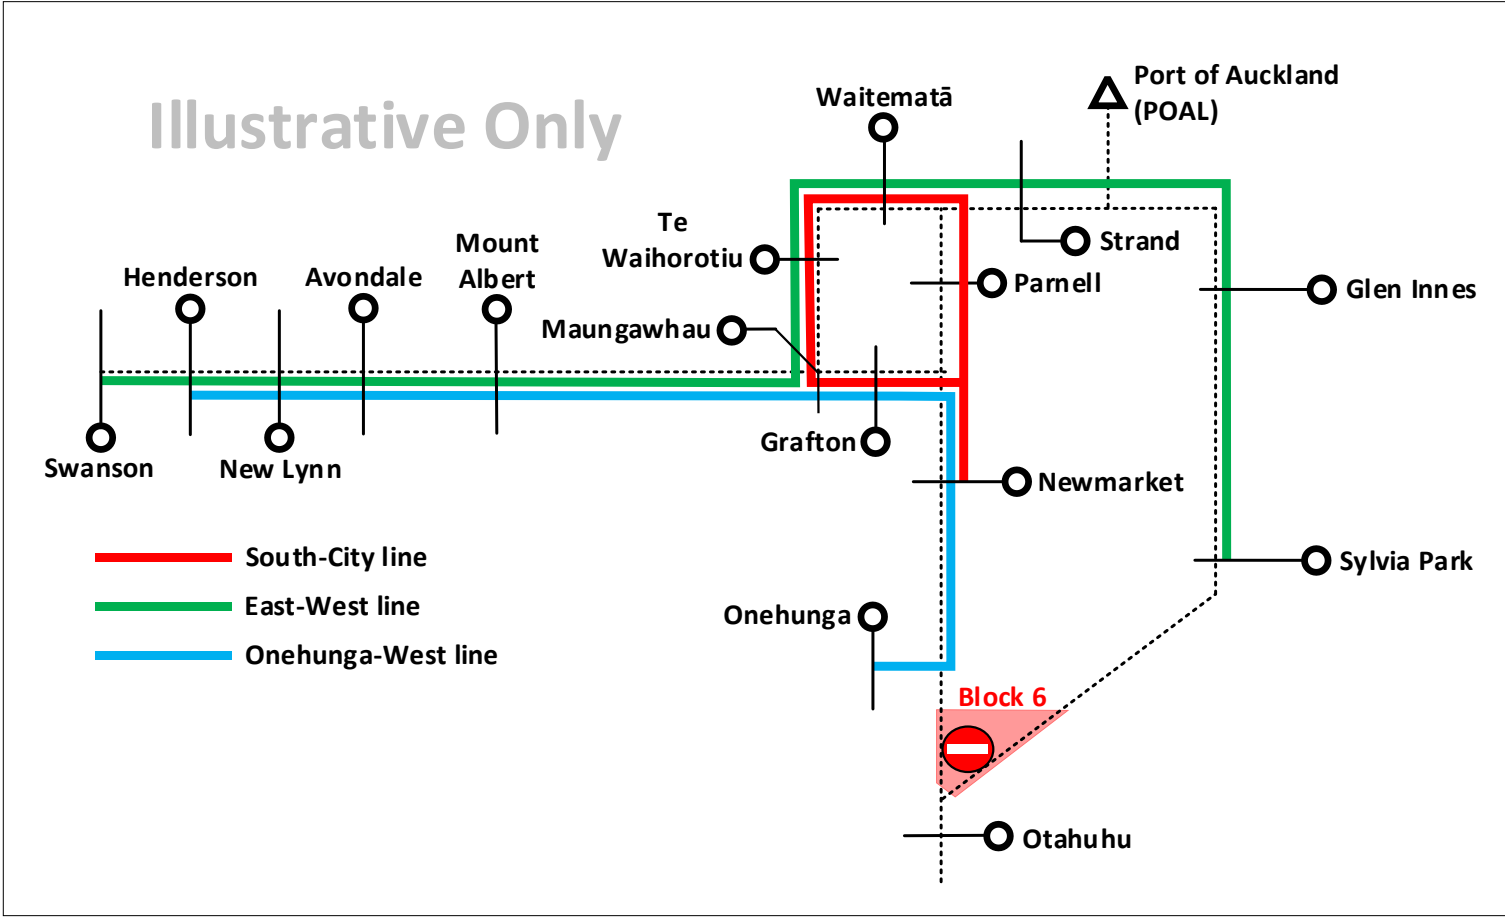 Illustrative Only
Port of Auckland
(POAL)
Waitematā
Te
Waihorotiu
Strand
Mount
Albert
Henderson
Avondale
Parnell
Glen Innes
Maungawhau
Grafton
Swanson
New Lynn
Newmarket
South-City line
East-West line
Onehunga-West line
Sylvia Park
Onehunga
Block 6
Otahuhu